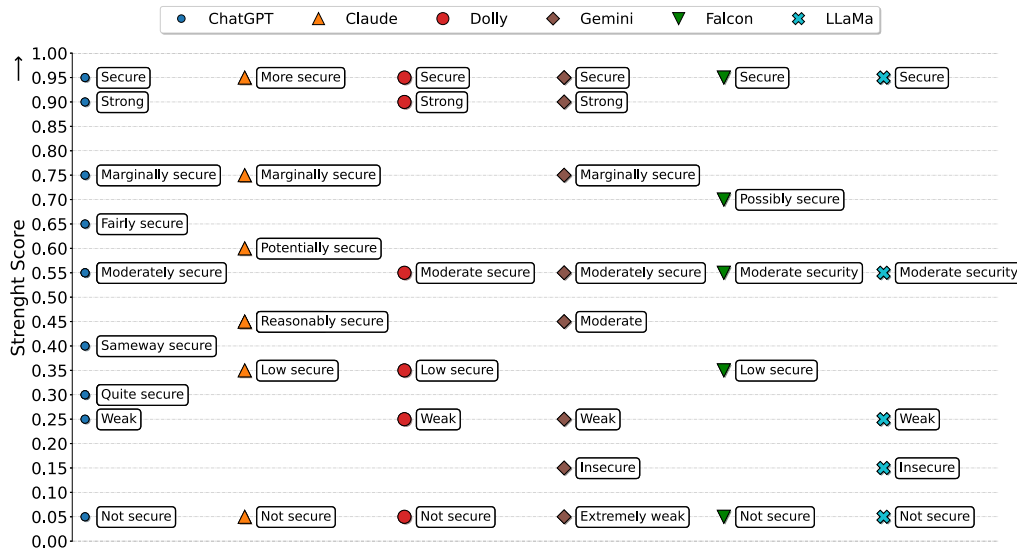 ChatGPT Claude Dolly Gemini Falcon LLaMa
Strenght Score →
1.00
0.95 Secure More secure Secure Secure Secure Secure
0.90 Strong Strong Strong
0.85
0.80
0.75 Marginally secure Marginally secure Marginally secure
0.70 Possibly secure
0.65 Fairly secure
0.60 Potentially secure
0.55 Moderately secure Moderate secure Moderately secure Moderate security Moderate security
0.50
0.45 Reasonably secure Moderate
0.40 Sameway secure
0.35 Low secure Low secure Low secure
0.30 Quite secure
0.25 Weak Weak Weak Weak
0.20
0.15 Insecure Insecure
0.10
0.05 Not secure Not secure Not secure Extremely weak Not secure Not secure
0.00